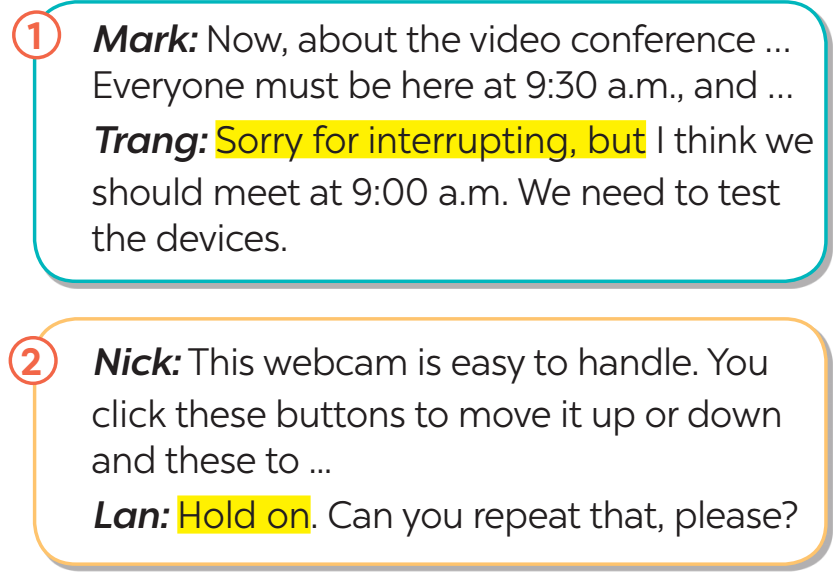 1
Mark: Now, about the video conference ...
Everyone must be here at 9:30 a.m., and ...
Trang: Sorry for interrupting, but I think we
should meet at 9:00 a.m. We need to test
the devices.
2
Nick: This webcam is easy to handle. You
click these buttons to move it up or down
and these to ...
Lan: Hold on. Can you repeat that, please?